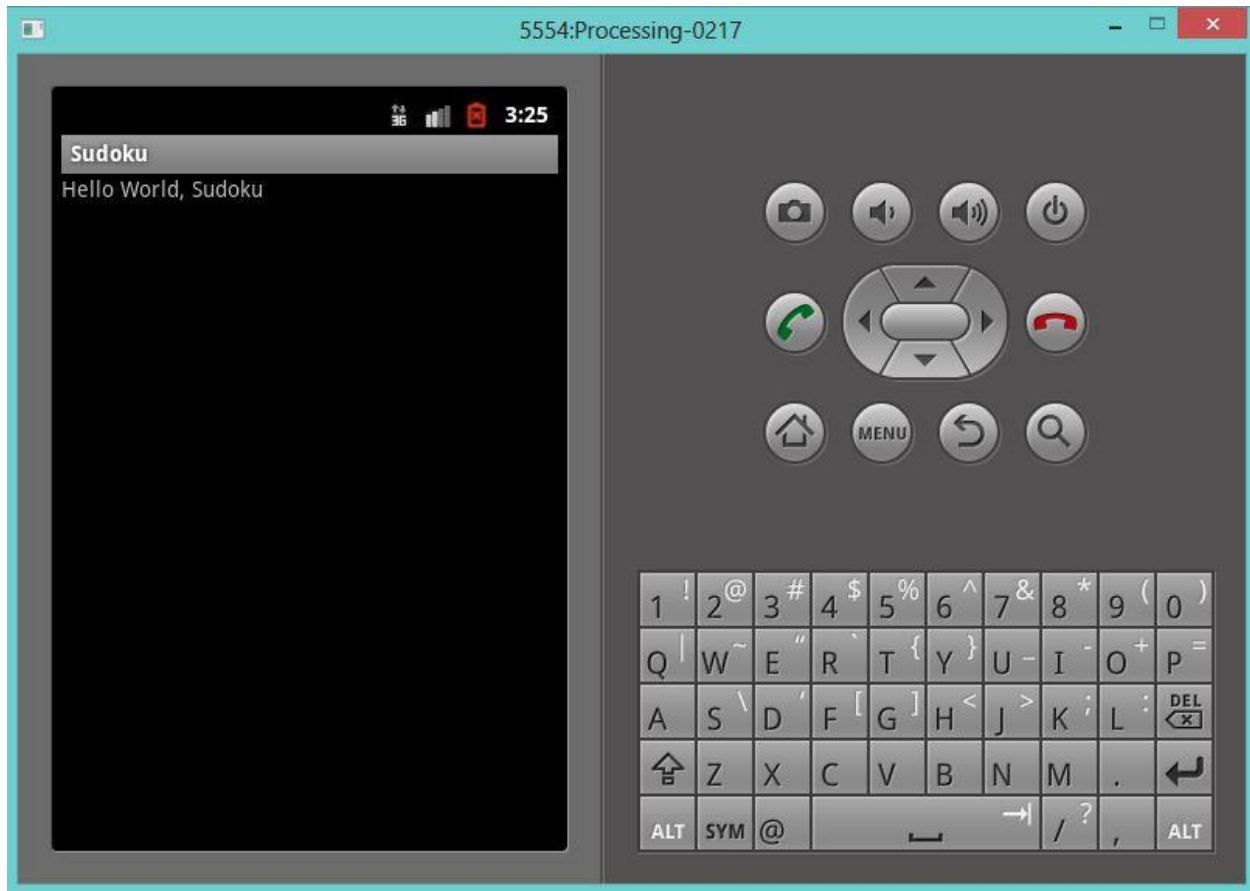 5554:Processing-0217
3G 3:25
Sudoku
Hello World, Sudoku
MENU
1 ! 2 @ 3 # 4 $ 5 % 6 ^ 7 & 8 * 9 ( 0 )
Q | W ~ E " R ` T { Y } U _ I - O + P =
A S \ D ' F [ G ] H < J > K ; L : DEL
Z X C V B N M .
ALT SYM @ / ? , ALT